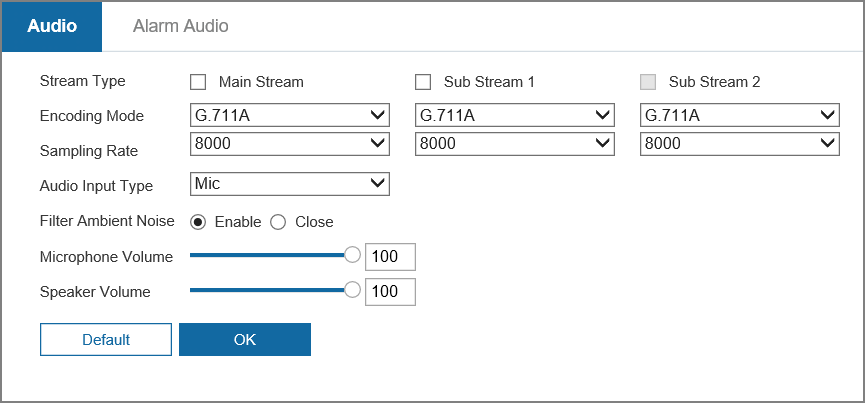 Audio Alarm Audio
Stream Type Main Stream Sub Stream 1 Sub Stream 2
Encoding Mode G.711A G.711A G.711A
Sampling Rate 8000 8000 8000
Audio Input Type Mic
Filter Ambient Noise Enable Close
Microphone Volume 100
Speaker Volume 100
Default OK